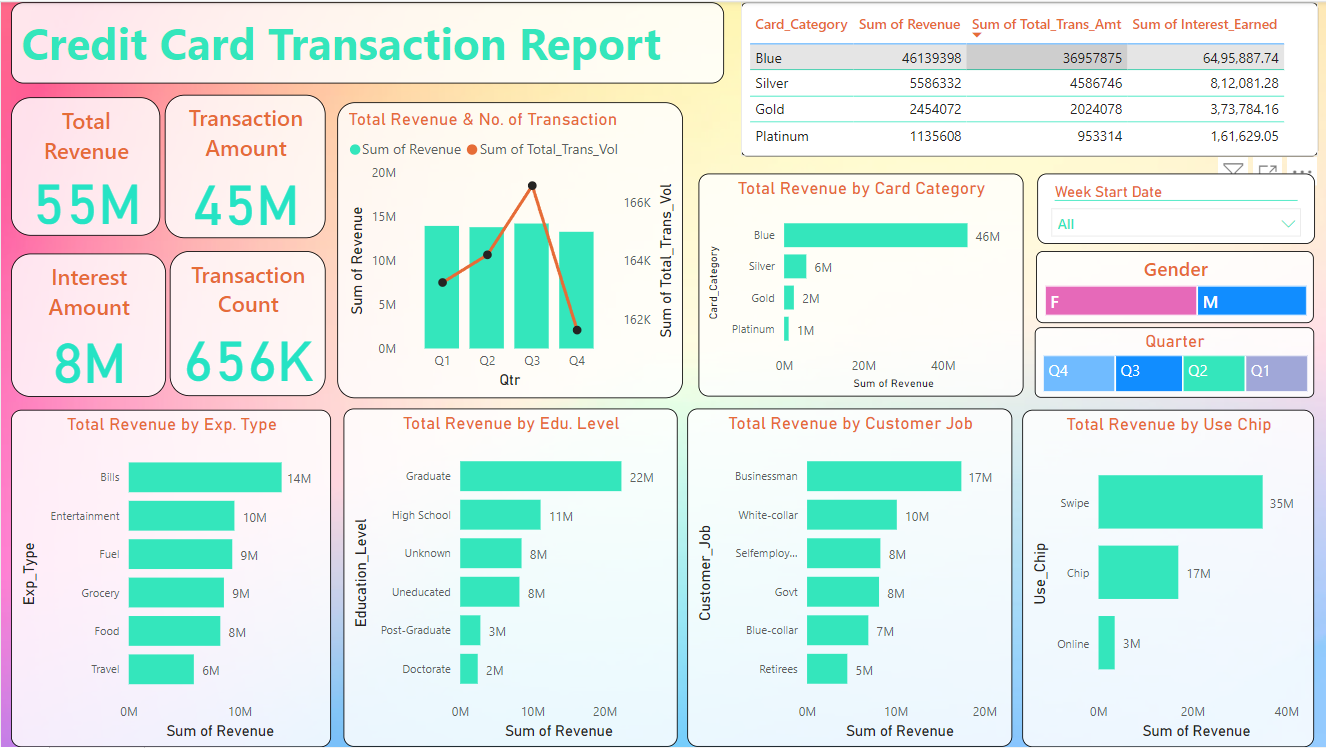 Credit Card Transaction Report
Card_Category Sum of Revenue Sum of Total_Trans_Amt Sum of Interest_Earned
Blue 46139398 36957875 64,95,887.74
Silver 5586332 4586746 8,12,081.28
Gold 2454072 2024078 3,73,784.16
Platinum 1135608 953314 1,61,629.05
Total
Revenue
55M
Transaction
Amount
45M
Interest
Amount
8M
Transaction
Count
656K
Total Revenue & No. of Transaction
Sum of Revenue Sum of Total_Trans_Vol
Sum of Revenue
20M
15M
10M
5M
0M
166K
164K
162K
Sum of Total_Trans_Vol
Q1 Q2 Q3 Q4
Qtr
Total Revenue by Card Category
Card_Category
Blue 46M
Silver 6M
Gold 2M
Platinum 1M
0M 20M 40M
Sum of Revenue
Week Start Date
All
Gender
F M
Quarter
Q4 Q3 Q2 Q1
Total Revenue by Exp. Type
Exp_Type
Bills 14M
Entertainment 10M
Fuel 9M
Grocery 9M
Food 8M
Travel 6M
0M 10M
Sum of Revenue
Total Revenue by Edu. Level
Education_Level
Graduate 22M
High School 11M
Unknown 8M
Uneducated 8M
Post-Graduate 3M
Doctorate 2M
0M 10M 20M
Sum of Revenue
Total Revenue by Customer Job
Customer_Job
Businessman 17M
White-collar 10M
Selfemploy... 8M
Govt 8M
Blue-collar 7M
Retirees 5M
0M 10M 20M
Sum of Revenue
Total Revenue by Use Chip
Use_Chip
Swipe 35M
Chip 17M
Online 3M
0M 20M 40M
Sum of Revenue